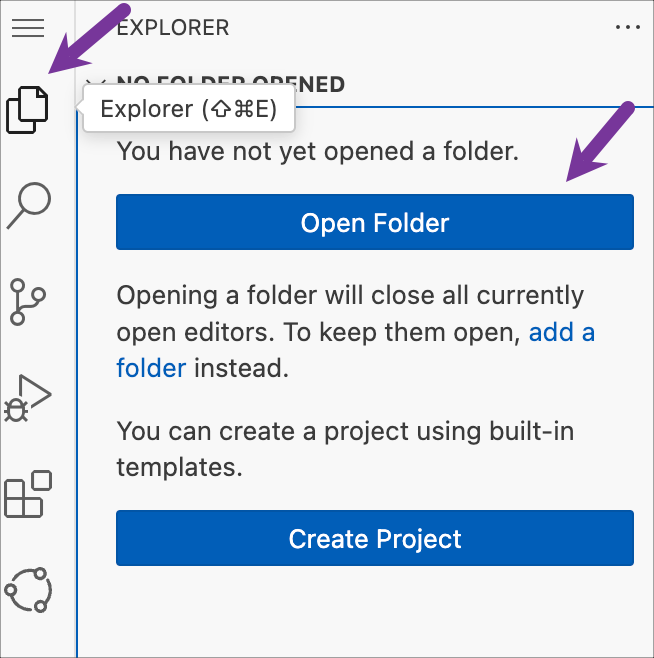 EXPLORER
NO FOLDER OPENED
Explorer (⇧⌘E)
You have not yet opened a folder.
Open Folder
Opening a folder will close all currently
open editors. To keep them open, add a
folder instead.
You can create a project using built-in
templates.
Create Project